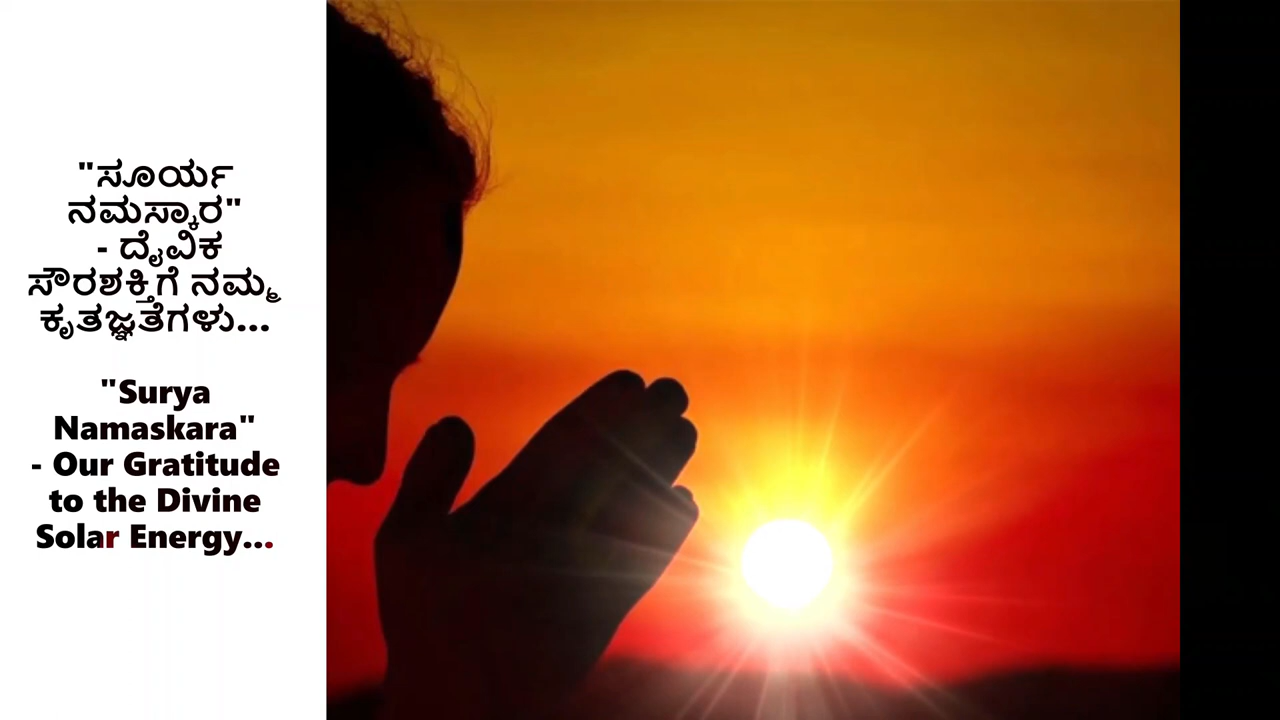 "ಸೂರ್ಯ
ನಮಸ್ಕಾರ"
- ದೈವಿಕ
ಸೌರಶಕ್ತಿಗೆ ನಮ್ಮ
ಕೃತಜ್ಞತೆಗಳು...
"Surya
Namaskara"
- Our Gratitude
to the Divine
Solar Energy...